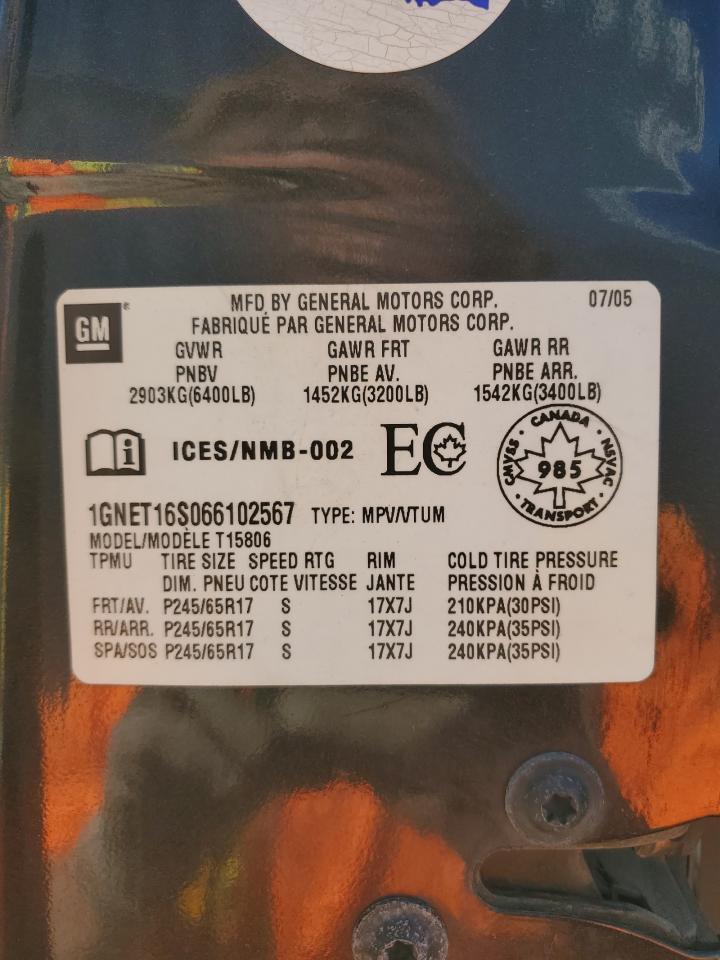 GM
MFD BY GENERAL MOTORS CORP. 07/05
FABRIQUÉ PAR GENERAL MOTORS CORP.
GVWR GAWR FRT GAWR RR
PNBV PNBE AV. PNBE ARR.
2903KG(6400LB) 1452KG(3200LB) 1542KG(3400LB)
i ICES/NMB-002 EC
CANADA
CMVSS · NSVAC
985
TRANSPORT
1GNET16S066102567 TYPE: MPV/VTUM
MODEL/MODÈLE T15806
TPMU TIRE SIZE SPEED RTG RIM COLD TIRE PRESSURE
DIM. PNEU COTE VITESSE JANTE PRESSION À FROID
FRT/AV. P245/65R17 S 17X7J 210KPA(30PSI)
RR/ARR. P245/65R17 S 17X7J 240KPA(35PSI)
SPA/SOS P245/65R17 S 17X7J 240KPA(35PSI)